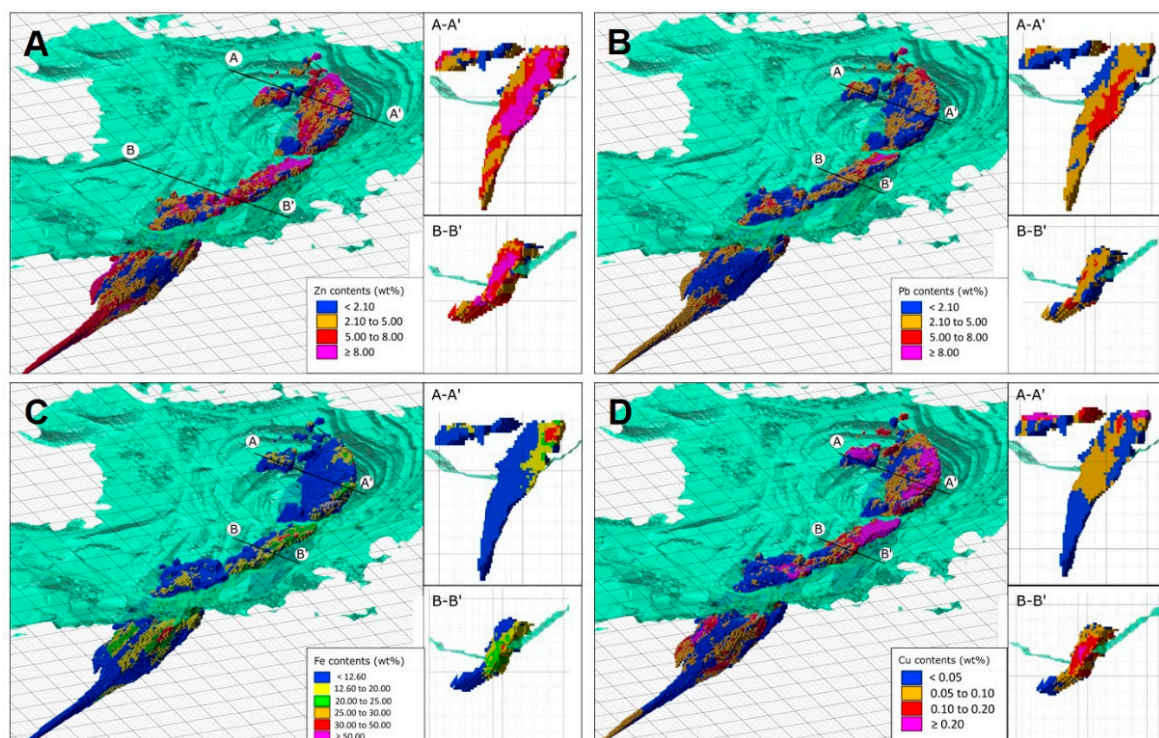 A
A
A'
B
B'
A-A'
B-B'
Zn contents (wt%)
< 2.10
2.10 to 5.00
5.00 to 8.00
≥ 8.00
B
A
A'
B
B'
A-A'
B-B'
Pb contents (wt%)
< 2.10
2.10 to 5.00
5.00 to 8.00
≥ 8.00
C
A
A'
B
B'
A-A'
B-B'
Fe contents (wt%)
< 12.60
12.60 to 20.00
20.00 to 25.00
25.00 to 30.00
30.00 to 50.00
≥ 50.00
D
A
A'
B
B'
A-A'
B-B'
Cu contents (wt%)
< 0.05
0.05 to 0.10
0.10 to 0.20
≥ 0.20